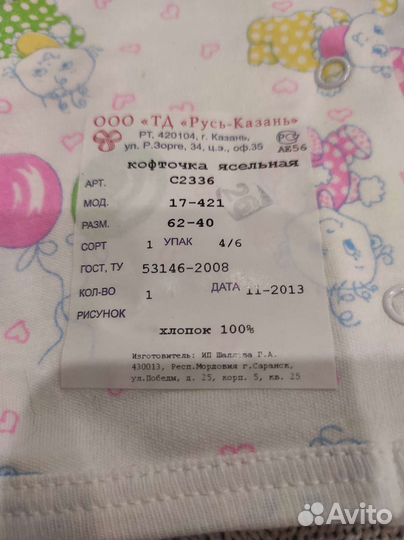 ООО «ТД «Русь-Казань»
РТ, 420104, г. Казань,
ул. Р.Зорге, 34, ц.э., оф.35
РСТ
АЕ56
кофточка ясельная
АРТ. С2336
26
МОД. 17-421
РАЗМ. 62-40
СОРТ 1 УПАК 4/6
ГОСТ, ТУ 53146-2008
КОЛ-ВО 1 ДАТА 11-2013
РИСУНОК
хлопок 100%
Изготовитель: ИП Г.А.
430013, Респ.Мордовия г.Саранск,
ул.Победы, д. 25, корп. 5, кв. 25
Avito